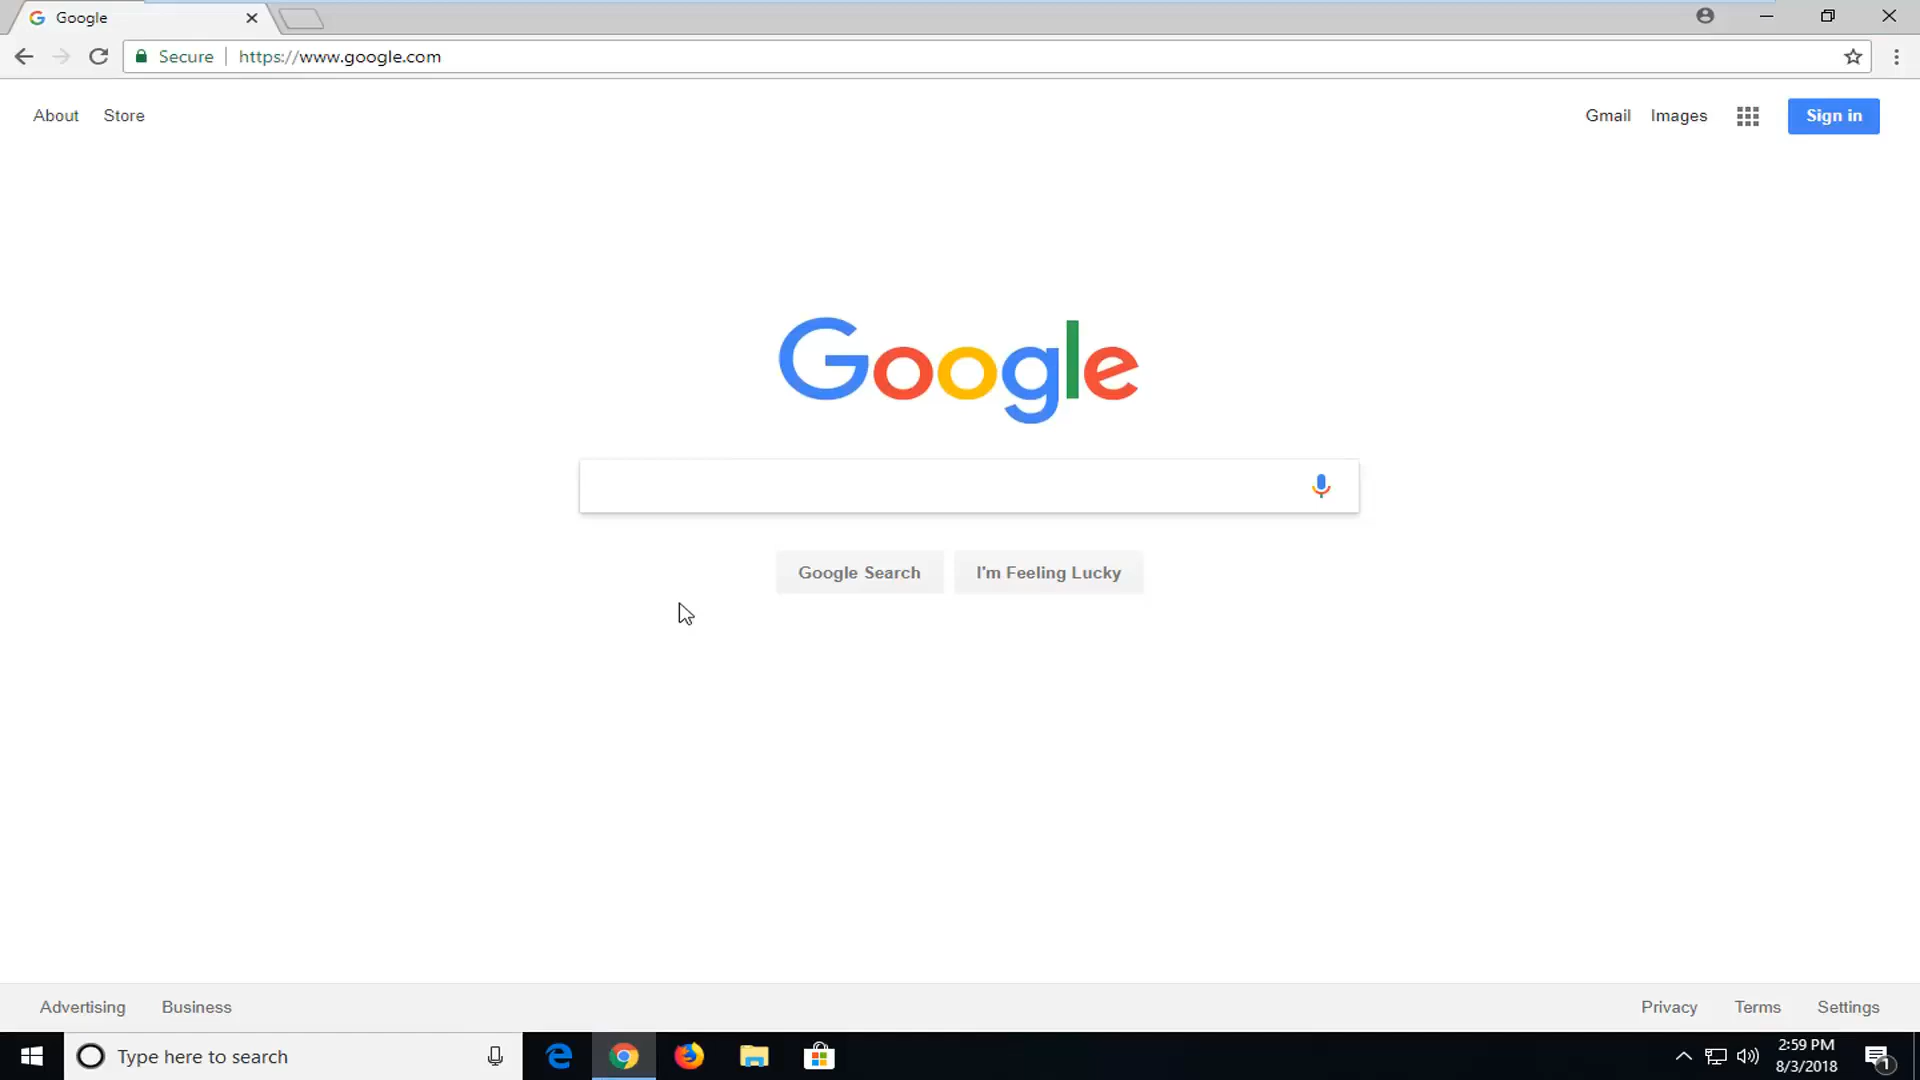 Google
Secure https://www.google.com
About Store
Gmail Images Sign in
Google
Google Search I'm Feeling Lucky
Advertising Business
Privacy Terms Settings
Type here to search
2:59 PM
8/3/2018
1